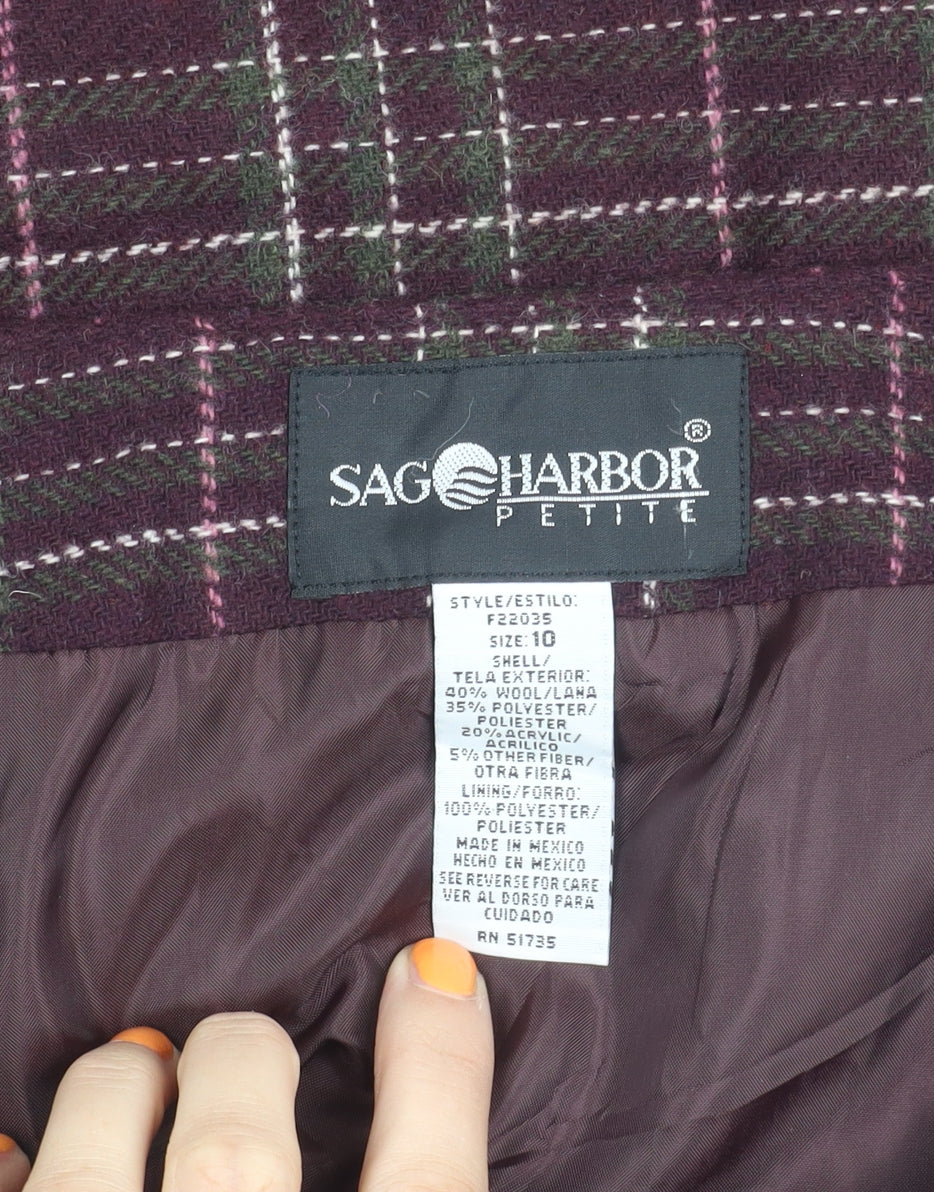 SAG HARBOR®
PETITE
STYLE/ESTILO:
F22035
SIZE: 10
SHELL/
TELA EXTERIOR:
40% WOOL/LANA
35% POLYESTER/
POLIESTER
20% ACRYLIC/
ACRILICO
5% OTHER FIBER/
OTRA FIBRA
LINING/FORRO:
100% POLYESTER/
POLIESTER
MADE IN MEXICO
HECHO EN MEXICO
SEE REVERSE FOR CARE
VER AL DORSO PARA
CUIDADO
RN 51735